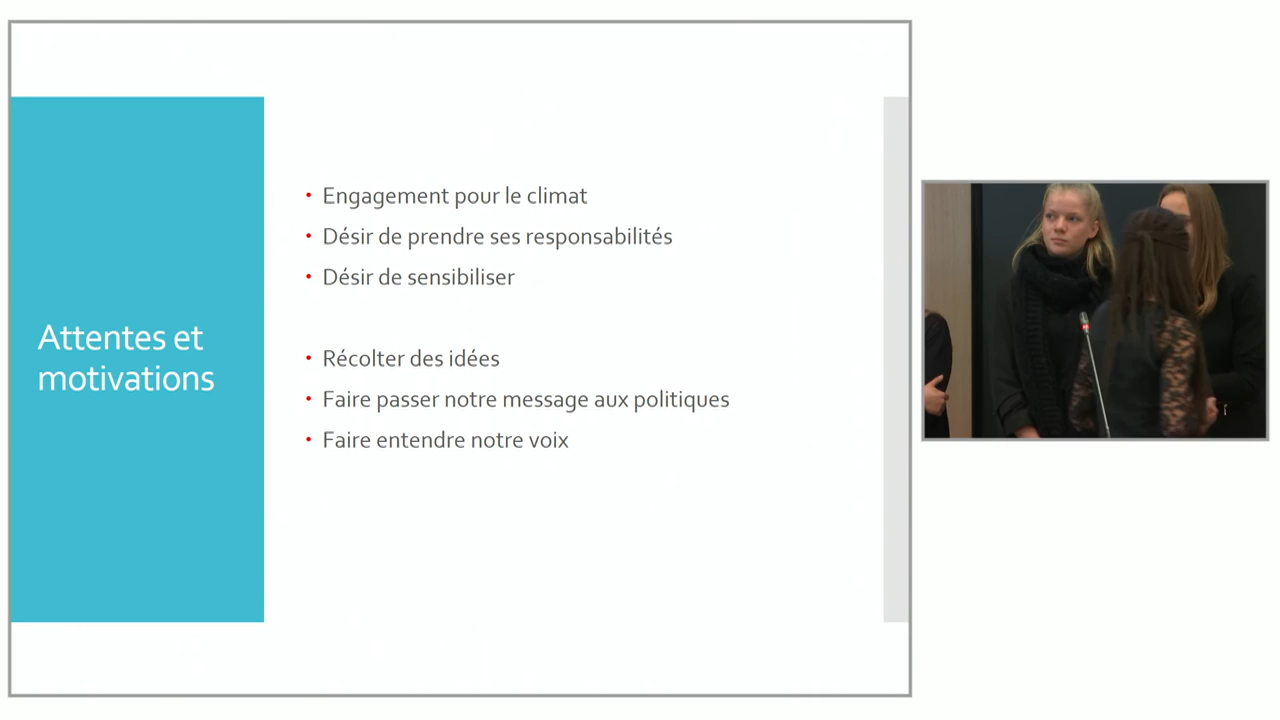 Attentes et
motivations
• Engagement pour le climat
• Désir de prendre ses responsabilités
• Désir de sensibiliser
• Récolter des idées
• Faire passer notre message aux politiques
• Faire entendre notre voix